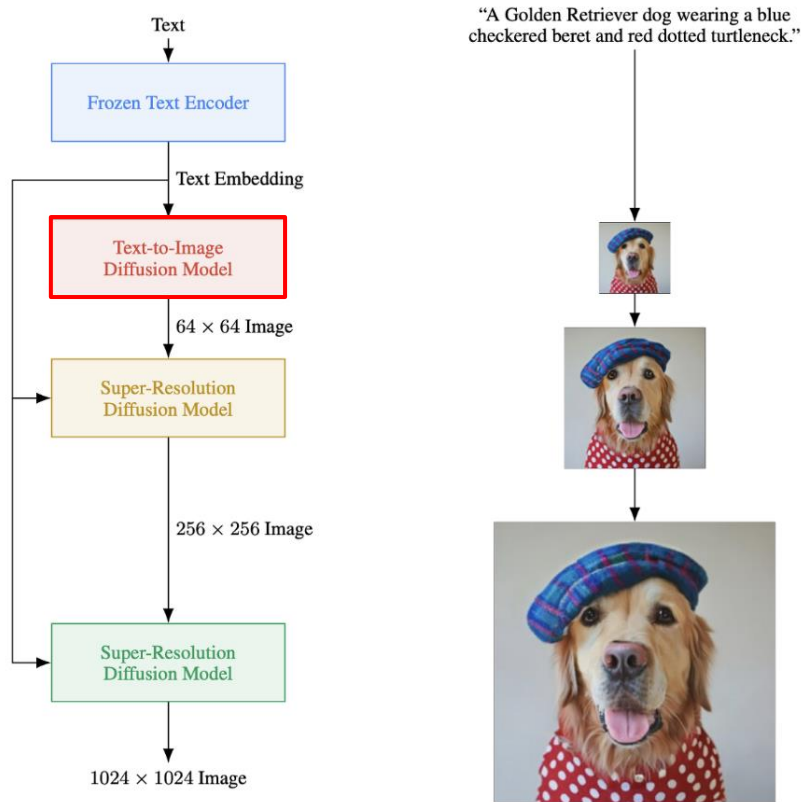 Text
Frozen Text Encoder
Text Embedding
Text-to-Image
Diffusion Model
64 × 64 Image
Super-Resolution
Diffusion Model
256 × 256 Image
Super-Resolution
Diffusion Model
1024 × 1024 Image
“A Golden Retriever dog wearing a blue
checkered beret and red dotted turtleneck.”